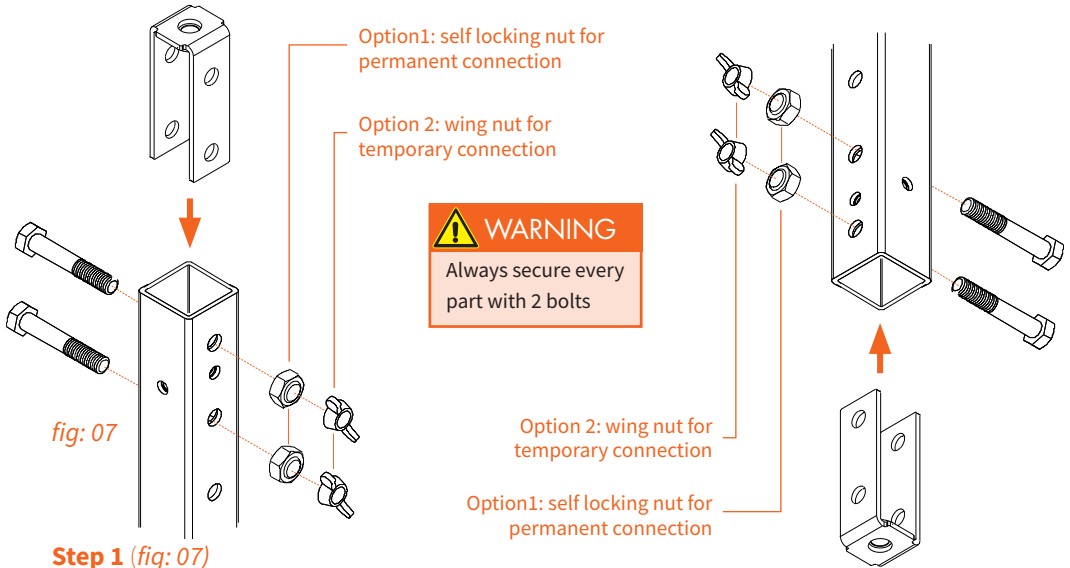 Option1: self locking nut for
permanent connection
Option 2: wing nut for
temporary connection
WARNING
Always secure every
part with 2 bolts
fig: 07
Option 2: wing nut for
temporary connection
Option1: self locking nut for
permanent connection
Step 1 (fig: 07)